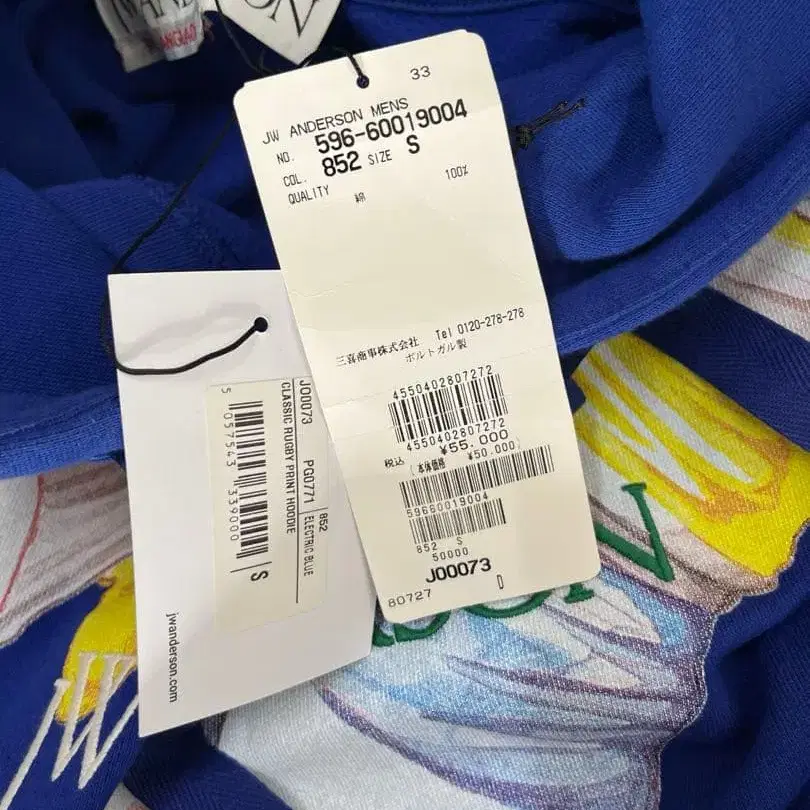 33
JW ANDERSON MENS
NO. 596-60019004
COL. 852 SIZE S
QUALITY
綿 100%
三喜商事株式会社 Tel 0120-278-278
ポルトガル製
4550402807272
4550402807272
¥55.000
税込 (本体価格 ¥50.000)
59660019004
852 S
50000
J00073
80727 D
JO0073 PG0771 852 ELECTRIC BLUE
CLASSIC RUGBY PRINT HOODIE
5 057543 339000
S
jwanderson.com